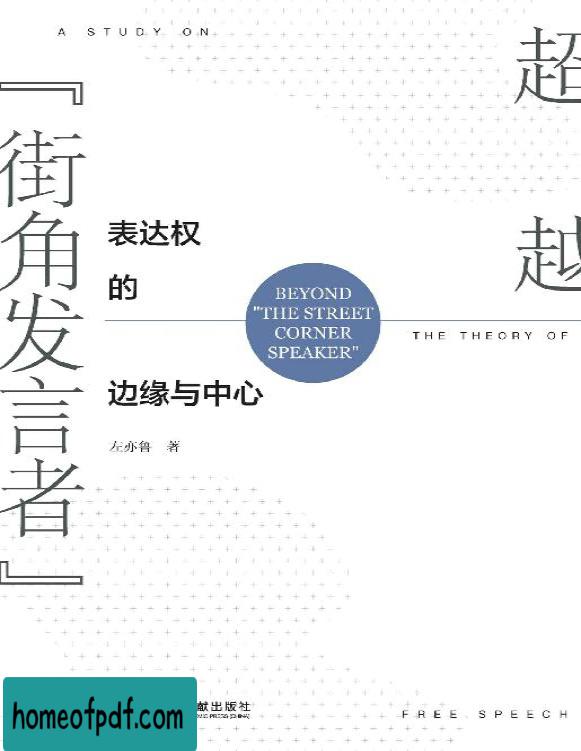 A STUDY ON
超越
『街角发言者』
表达权
的
边缘与中心
BEYOND
"THE STREET
CORNER
SPEAKER"
THE THEORY OF
左亦鲁 著
献出版社
FREE SPEECH
homeofpdf.com